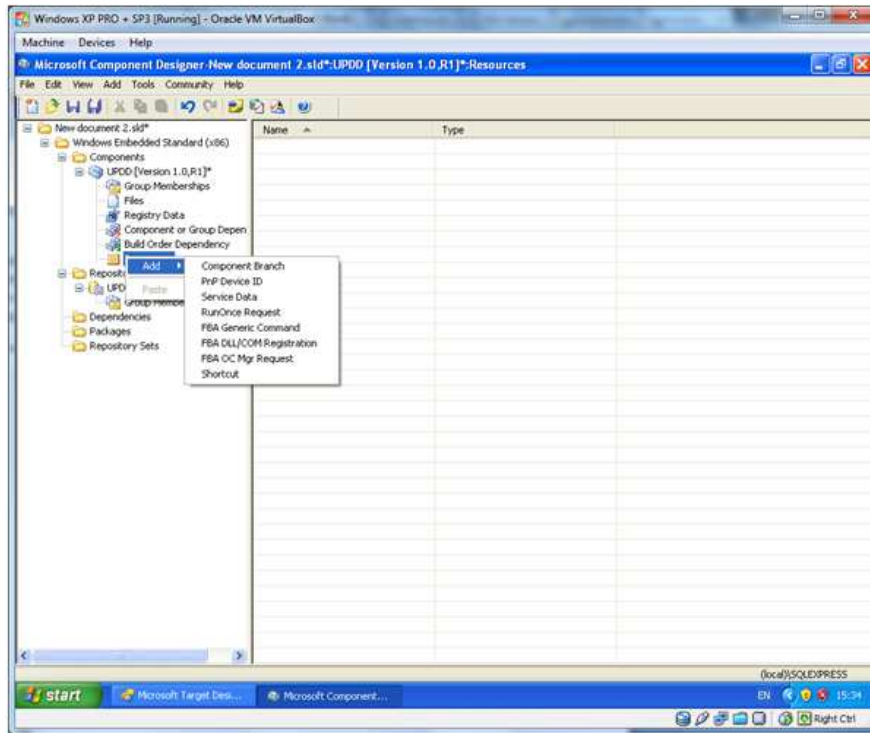 Windows XP PRO + SP3 [Running] - Oracle VM VirtualBox
Machine Devices Help
Microsoft Component Designer-New document 2.sld*:UPDD [Version 1.0,R1]*:Resources
File Edit View Add Tools Community Help
New document 2.sld*
Name Type
Windows Embedded Standard (x86)
Components
UPDD [Version 1.0,R1]*
Group Memberships
Files
Registry Data
Component or Group Depen
Build Order Dependency
Add Component Branch
Reposit PnP Device ID
UPD Paste Service Data
Group Membe RunOnce Request
Dependencies FBA Generic Command
Packages FBA DLL/COM Registration
Repository Sets FBA OC Mgr Request
Shortcut
(local)\SQLEXPRESS
start Microsoft Target Desi... Microsoft Component... EN 15:34
Right Ctrl